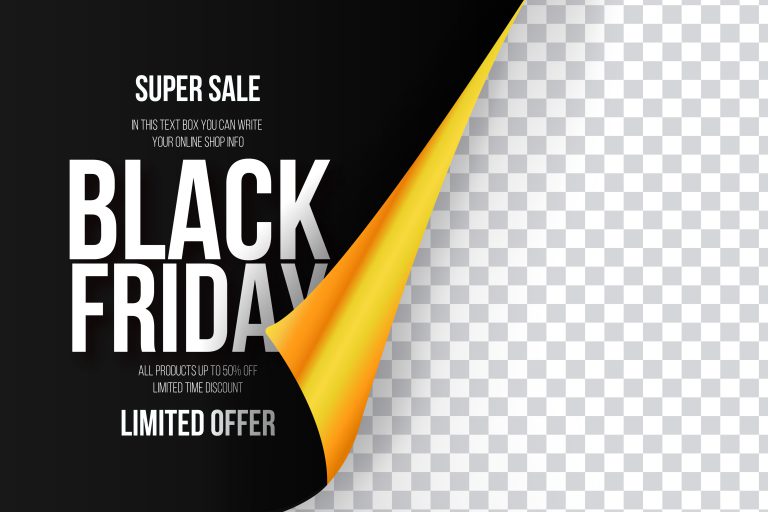 SUPER SALE
IN THIS TEXT BOX YOU CAN WRITE
YOUR ONLINE SHOP INFO
BLACK
FRIDAY
ALL PRODUCTS UP TO 50% OFF
LIMITED TIME DISCOUNT
LIMITED OFFER